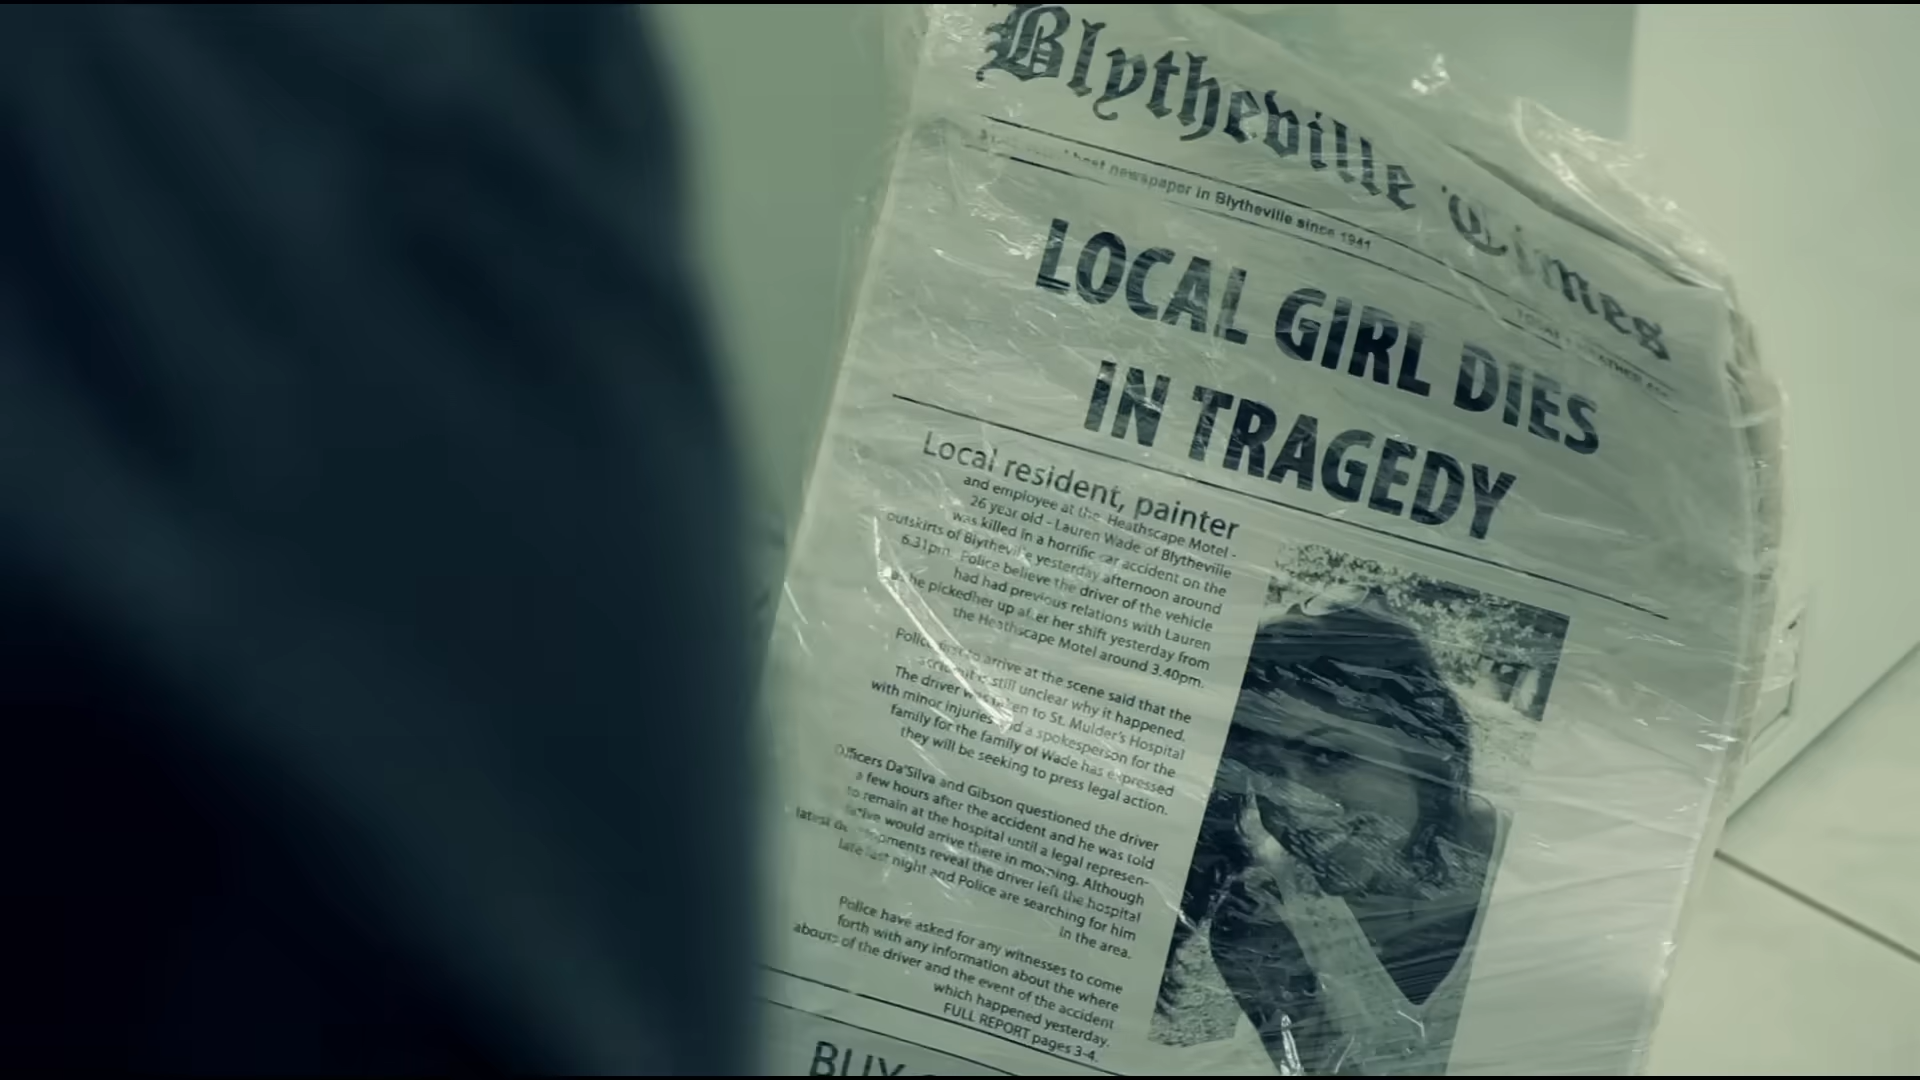 Blytheville Times
best newspaper in Blytheville since 1941
LOCAL GIRL DIES
IN TRAGEDY
Local resident, painter
and employee at the Heathscape Motel -
26 year old - Lauren Wade of Blytheville
was killed in a horrific car accident on the
outskirts of Blytheville yesterday afternoon around
6.31pm. Police believe the driver of the vehicle
had had previous relations with Lauren
as he pickedher up after her shift yesterday from
the Heathscape Motel around 3.40pm.
Police first to arrive at the scene said that the
accident is still unclear why it happened.
The driver was taken to St. Mulder's Hospital
with minor injuries and a spokesperson for the
family for the family of Wade has expressed
they will be seeking to press legal action.
Officers Da'Silva and Gibson questioned the driver
a few hours after the accident and he was told
to remain at the hospital until a legal represen-
tative would arrive there in morning. Although
latest developments reveal the driver left the hospital
late last night and Police are searching for him
in the area.
Police have asked for any witnesses to come
forth with any information about the where
abouts of the driver and the event of the accident
which happened yesterday.
FULL REPORT pages 3-4.
BUY